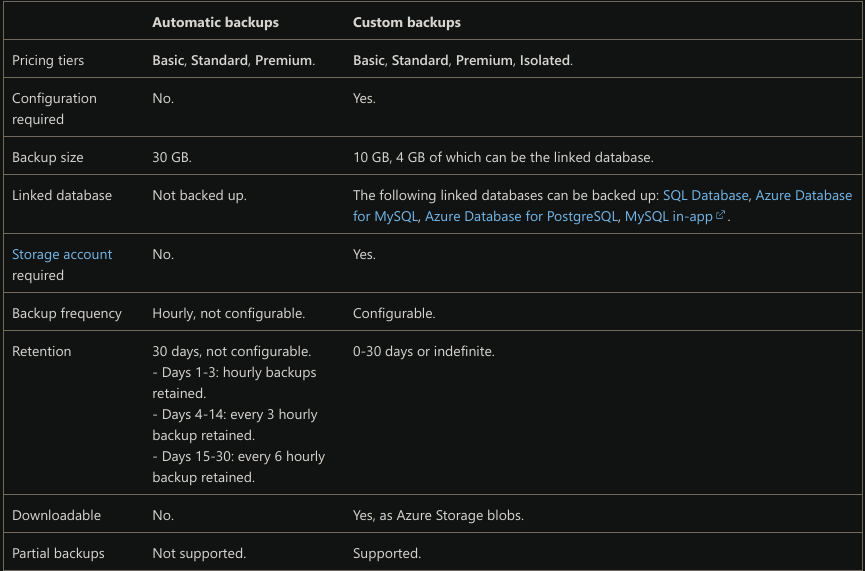 Automatic backups Custom backups
Pricing tiers Basic, Standard, Premium. Basic, Standard, Premium, Isolated.
Configuration required No. Yes.
Backup size 30 GB. 10 GB, 4 GB of which can be the linked database.
Linked database Not backed up. The following linked databases can be backed up: SQL Database, Azure Database
for MySQL, Azure Database for PostgreSQL, MySQL in-app.
Storage account required No. Yes.
Backup frequency Hourly, not configurable. Configurable.
Retention 30 days, not configurable. 0-30 days or indefinite.
- Days 1-3: hourly backups
retained.
- Days 4-14: every 3 hourly
backup retained.
- Days 15-30: every 6 hourly
backup retained.
Downloadable No. Yes, as Azure Storage blobs.
Partial backups Not supported. Supported.